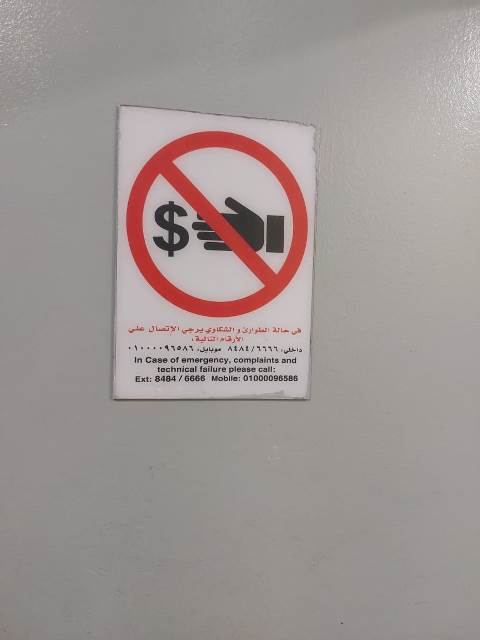 $
في حالة الطوارئ و الشكاوي يرجي الإتصال علي
الأرقام التالية،
داخلي: ٨٤٨٤/٦٦٦٦ موبايل: ٠١٠٠٠٠٩٦٥٨٦
In Case of emergency, complaints and
technical failure please call:
Ext: 8484 / 6666 Mobile: 01000096586